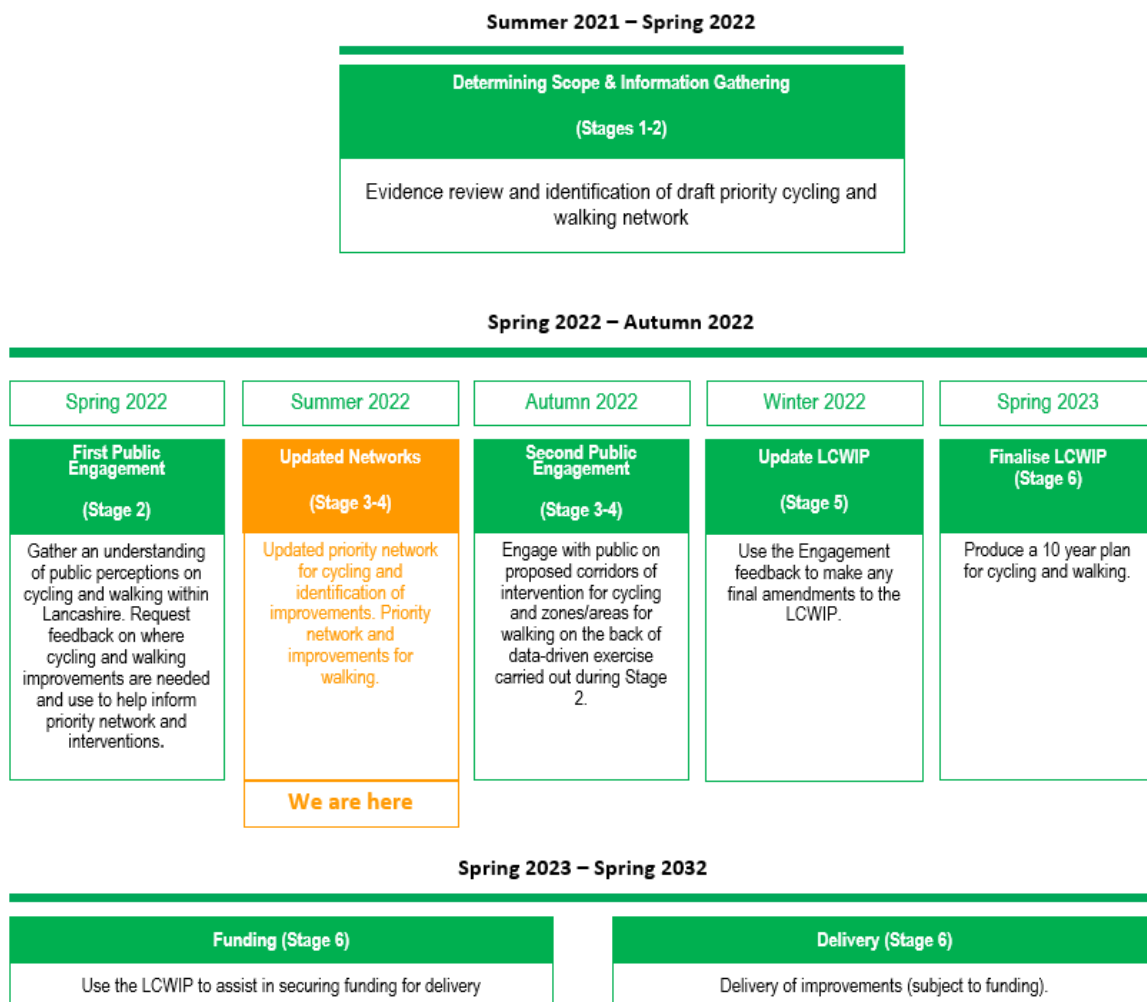 Summer 2021 – Spring 2022
Determining Scope & Information Gathering
(Stages 1-2)
Evidence review and identification of draft priority cycling and
walking network
Spring 2022 – Autumn 2022
Spring 2022
Summer 2022
Autumn 2022
Winter 2022
Spring 2023
First Public
Engagement
(Stage 2)
Gather an understanding
of public perceptions on
cycling and walking within
Lancashire. Request
feedback on where
cycling and walking
improvements are needed
and use to help inform
priority network and
interventions.
Updated Networks
(Stage 3-4)
Updated priority network
for cycling and
identification of
improvements. Priority
network and
improvements for
walking.
We are here
Second Public
Engagement
(Stage 3-4)
Engage with public on
proposed corridors of
intervention for cycling
and zones/areas for
walking on the back of
data-driven exercise
carried out during Stage
2.
Update LCWIP
(Stage 5)
Use the Engagement
feedback to make any
final amendments to the
LCWIP.
Finalise LCWIP
(Stage 6)
Produce a 10 year plan
for cycling and walking.
Spring 2023 – Spring 2032
Funding (Stage 6)
Use the LCWIP to assist in securing funding for delivery
Delivery (Stage 6)
Delivery of improvements (subject to funding).